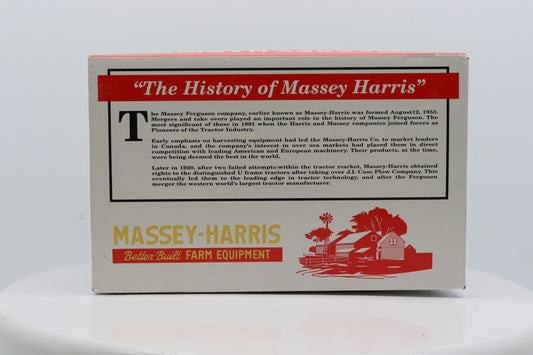 "The History of Massey Harris"
The Massey Ferguson company, earlier known as Massey-Harris was formed August12, 1953.
Mergers and take overs played an important role in the history of Massey Ferguson. The
most significant of these in 1891 when the Harris and Massey companies joined forces as
Pioneers of the Tractor Industry.
Early emphasis on harvesting equipment had led the Massey-Harris Co. to market leaders
in Canada, and the company's interest in over sea markets had placed them in direct
competition with leading American and European machinery. Their products, at the time,
were being deemed the best in the world.
Later in 1920, after two failed attempts within the tractor market, Massey-Harris obtained
rights to the distinguished U frame tractors after taking over J.I. Case Plow Company. This
eventually led them to the leading edge in tractor technology, and after the Ferguson
merger the western world's largest tractor manufacturer.
MASSEY-HARRIS
Better Built FARM EQUIPMENT